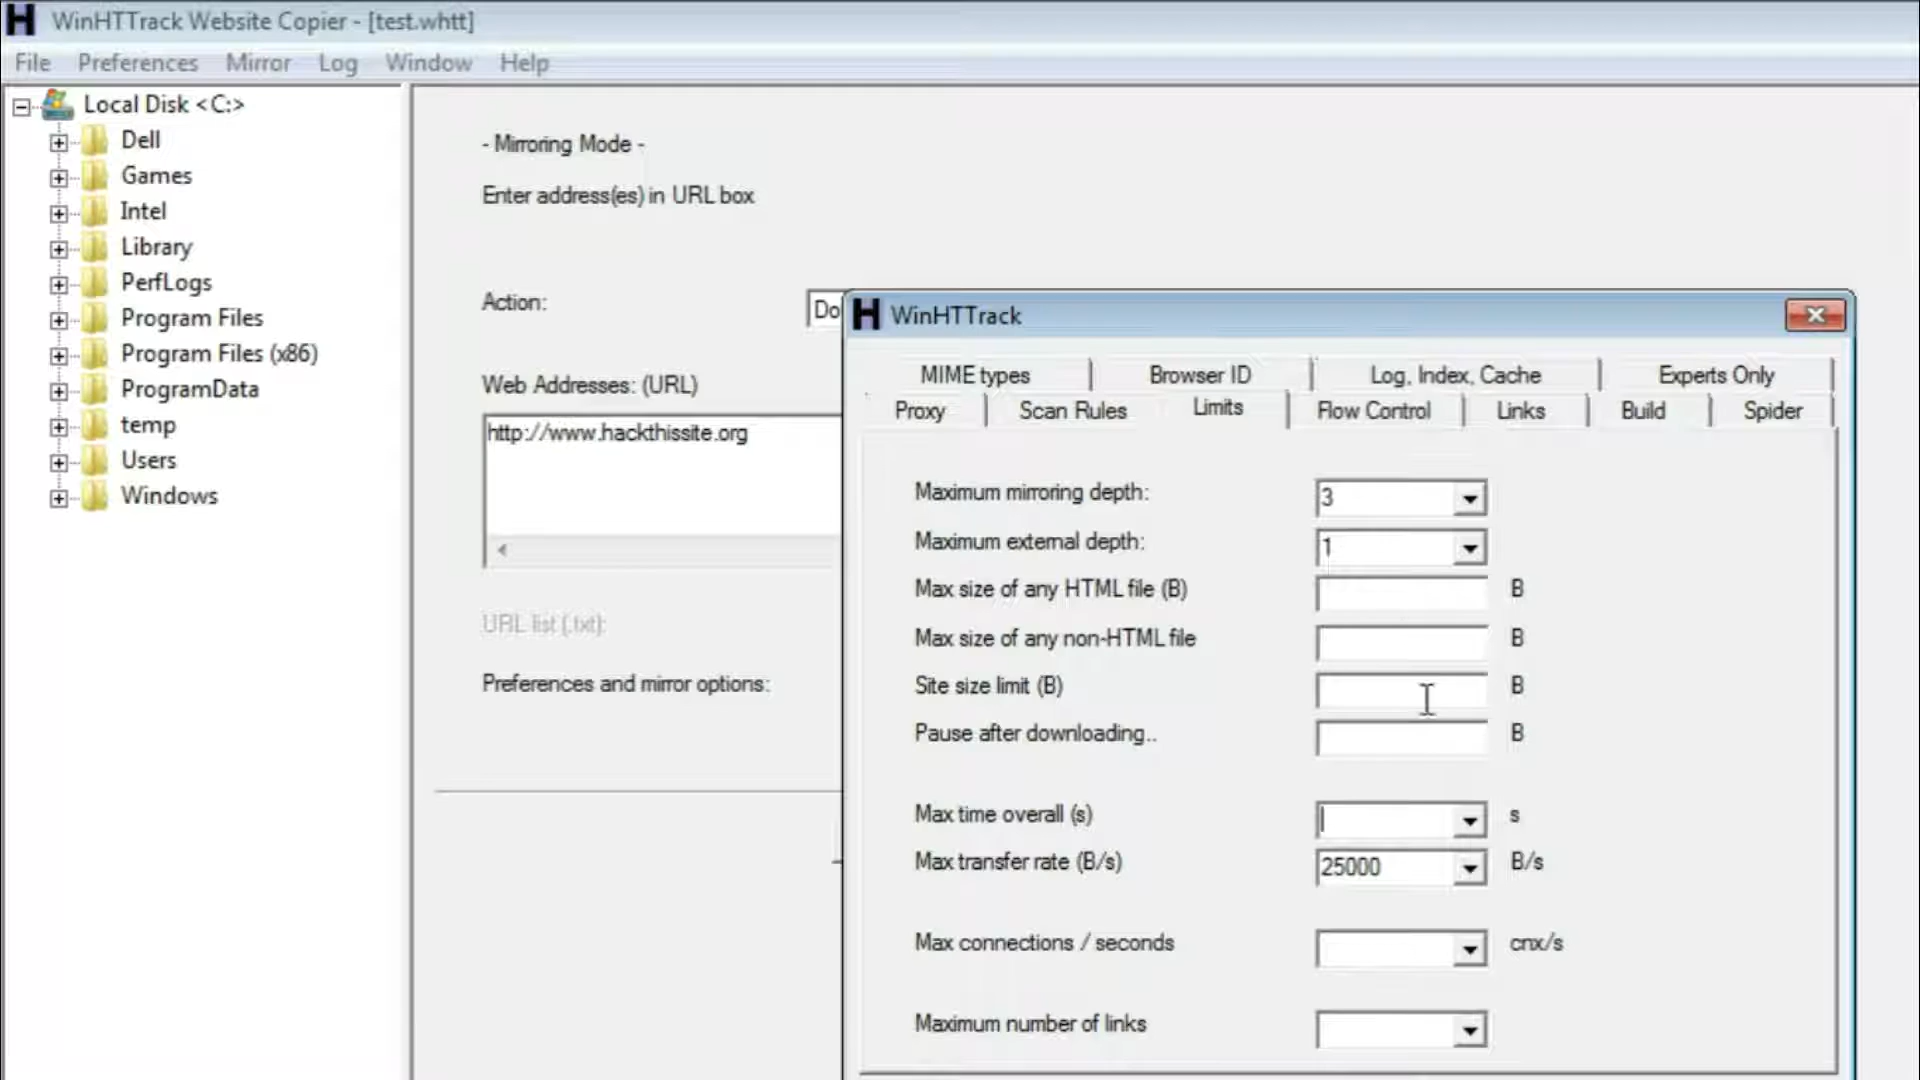 WinHTTrack Website Copier - [test.whtt]
File Preferences Mirror Log Window Help
Local Disk <C:>
Dell
Games
Intel
Library
PerfLogs
Program Files
Program Files (x86)
ProgramData
temp
Users
Windows
- Mirroring Mode -
Enter address(es) in URL box
Action:
Do
Web Addresses: (URL)
http://www.hackthissite.org
URL list (.txt):
Preferences and mirror options:
WinHTTrack
MIME types Browser ID Log, Index, Cache Experts Only
Proxy Scan Rules Limits Flow Control Links Build Spider
Maximum mirroring depth: 3
Maximum external depth: 1
Max size of any HTML file (B) B
Max size of any non-HTML file B
Site size limit (B) B
Pause after downloading.. B
Max time overall (s) s
Max transfer rate (B/s) 25000 B/s
Max connections / seconds cnx/s
Maximum number of links